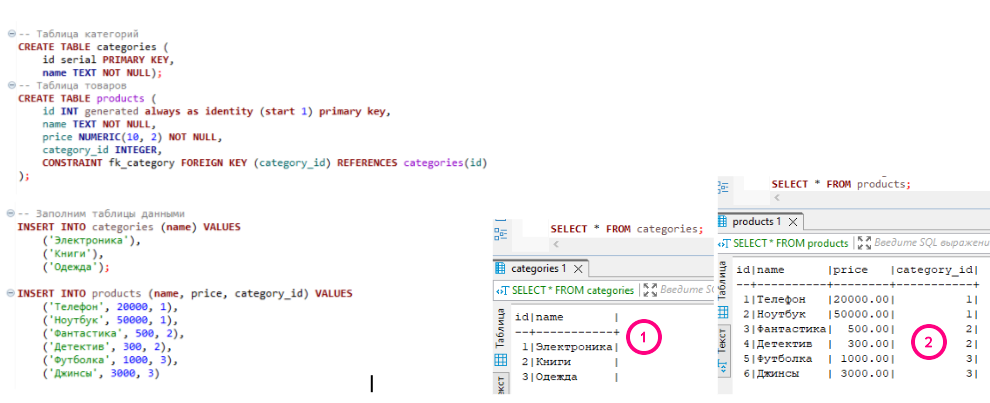 -- Таблица категорий
CREATE TABLE categories (
id serial PRIMARY KEY,
name TEXT NOT NULL);
-- Таблица товаров
CREATE TABLE products (
id INT generated always as identity (start 1) primary key,
name TEXT NOT NULL,
price NUMERIC(10, 2) NOT NULL,
category_id INTEGER,
CONSTRAINT fk_category FOREIGN KEY (category_id) REFERENCES categories(id)
);
-- Заполним таблицы данными
INSERT INTO categories (name) VALUES
('Электроника'),
('Книги'),
('Одежда');
INSERT INTO products (name, price, category_id) VALUES
('Телефон', 20000, 1),
('Ноутбук', 50000, 1),
('Фантастика', 500, 2),
('Детектив', 300, 2),
('Футболка', 1000, 3),
('Джинсы', 3000, 3)
SELECT * FROM categories;
categories 1
SELECT * FROM categories
Введите SQ
Таблица
id|name |
--+-----------+
1|Электроника|
2|Книги |
3|Одежда |
1
SELECT * FROM products;
products 1
SELECT * FROM products
Введите SQL выражени
Таблица
Текст
id|name |price |category_id|
--+----------+--------+-----------+
1|Телефон |20000.00| 1|
2|Ноутбук |50000.00| 1|
3|Фантастика| 500.00| 2|
4|Детектив | 300.00| 2|
5|Футболка | 1000.00| 3|
6|Джинсы | 3000.00| 3|
2